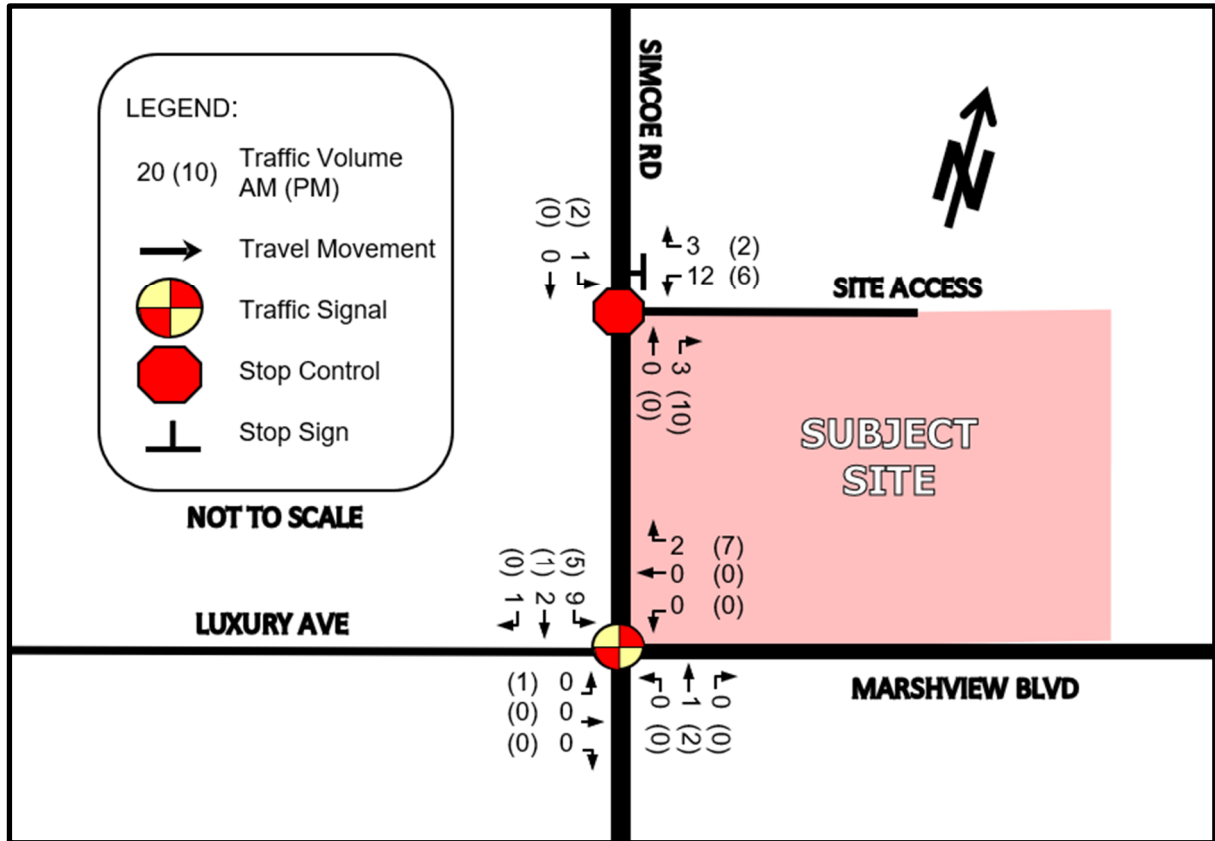 LEGEND:
20 (10)
Traffic Volume
AM (PM)
Travel Movement
Traffic Signal
Stop Control
Stop Sign
NOT TO SCALE
SIMCOE RD
N
(0) 0
(2) 1
3 (2)
12 (6)
SITE ACCESS
0 (0)
3 (10)
SUBJECT
SITE
2 (7)
0 (0)
0 (0)
(0) 1
(1) 2
(5) 9
LUXURY AVE
MARSHVIEW BLVD
(1) 0
(0) 0
(0) 0
0 (0)
1 (2)
0 (0)